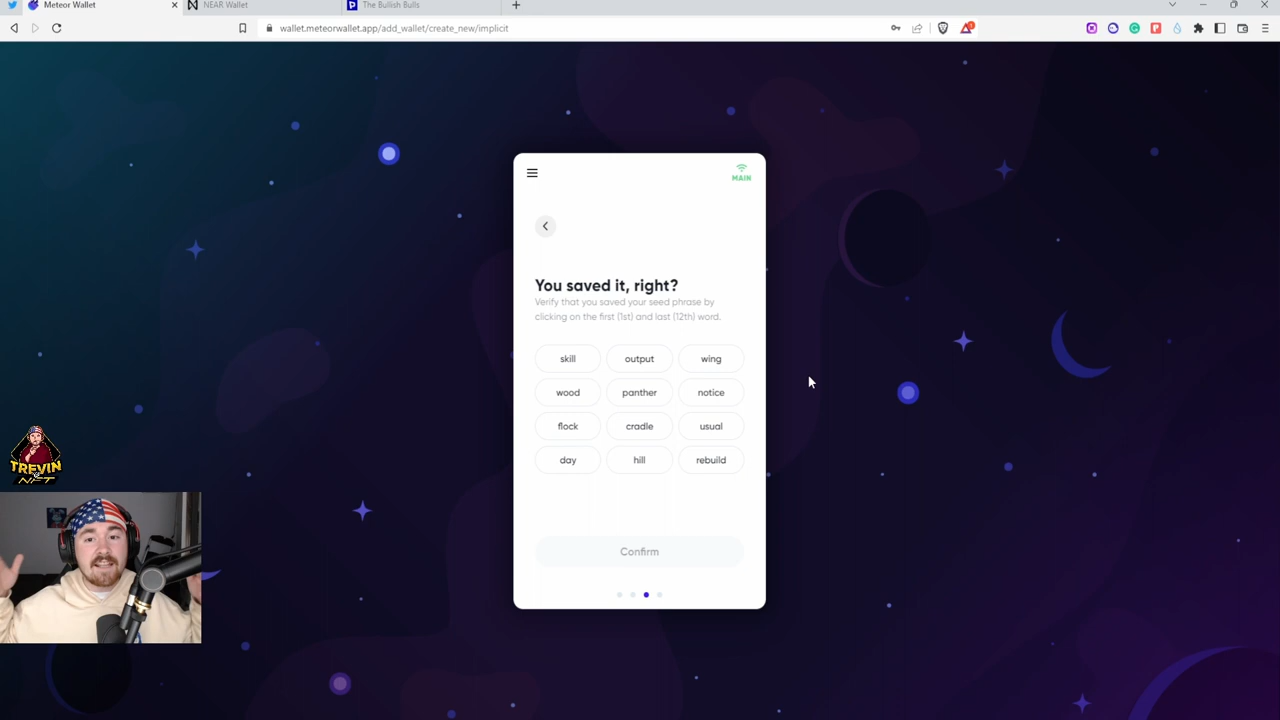 Meteor Wallet
NEAR Wallet
The Bullish Bulls
wallet.meteorwallet.app/add_wallet/create_new/implicit
MAIN
You saved it, right?
Verify that you saved your seed phrase by
clicking on the first (1st) and last (12th) word.
skill output wing
wood panther notice
flock cradle usual
day hill rebuild
Confirm
TREVIN
NFT